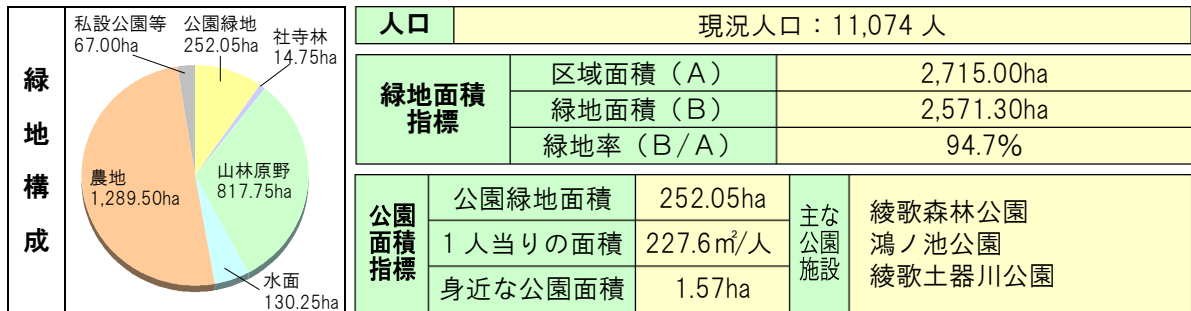 緑地構成
私設公園等
67.00ha
公園緑地
252.05ha
社寺林
14.75ha
山林原野
817.75ha
農地
1,289.50ha
水面
130.25ha
人口
現況人口：11,074 人
緑地面積
指標
区域面積（A）
2,715.00ha
緑地面積（B）
2,571.30ha
緑地率（B/A）
94.7%
公園
面積
指標
公園緑地面積
252.05ha
１人当りの面積
227.6㎡/人
身近な公園面積
1.57ha
主な
公園
施設
綾歌森林公園
鴻ノ池公園
綾歌土器川公園